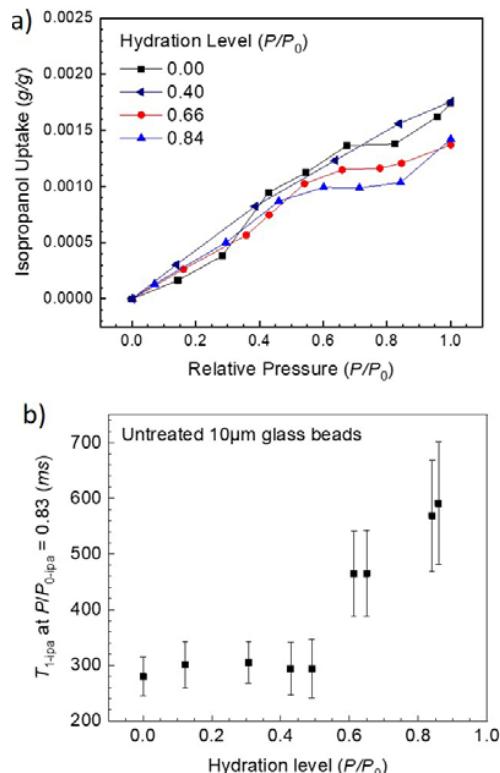 a)
Hydration Level (P/P0)
0.00
0.40
0.66
0.84
Isopropanol Uptake (g/g)
0.0025
0.0020
0.0015
0.0010
0.0005
0.0000
0.0 0.2 0.4 0.6 0.8 1.0
Relative Pressure (P/P0)
b)
Untreated 10µm glass beads
T1-ipa at P/P0-ipa = 0.83 (ms)
700
600
500
400
300
200
0.0 0.2 0.4 0.6 0.8 1.0
Hydration level (P/P0)